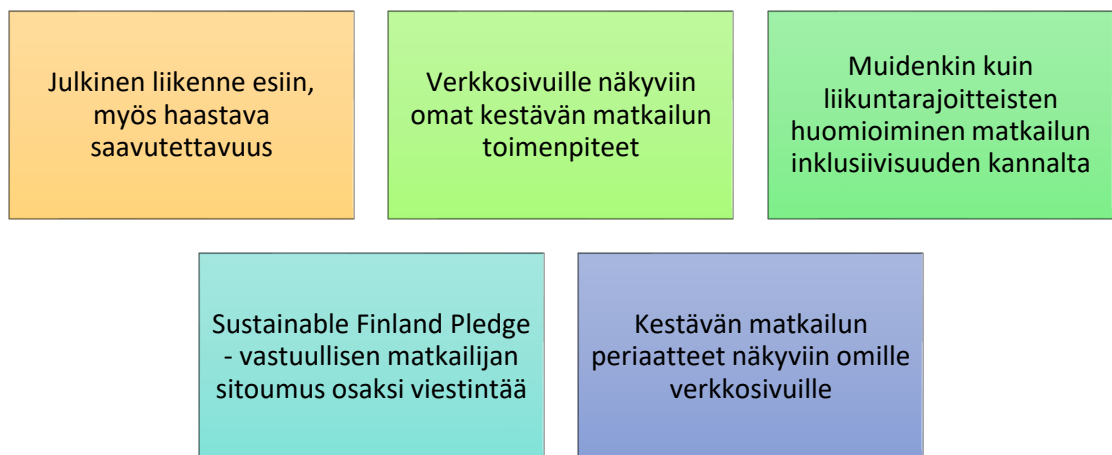 Julkinen liikenne esiin,
myös haastava
saavutettavuus
Verkkosivuille näkyviin
omat kestävän matkailun
toimenpiteet
Muidenkin kuin
liikuntarajoitteisten
huomioiminen matkailun
inklusiivisuuden kannalta
Sustainable Finland Pledge
- vastuullisen matkailijan
sitoumus osaksi viestintää
Kestävän matkailun
periaatteet näkyviin omille
verkkosivuille